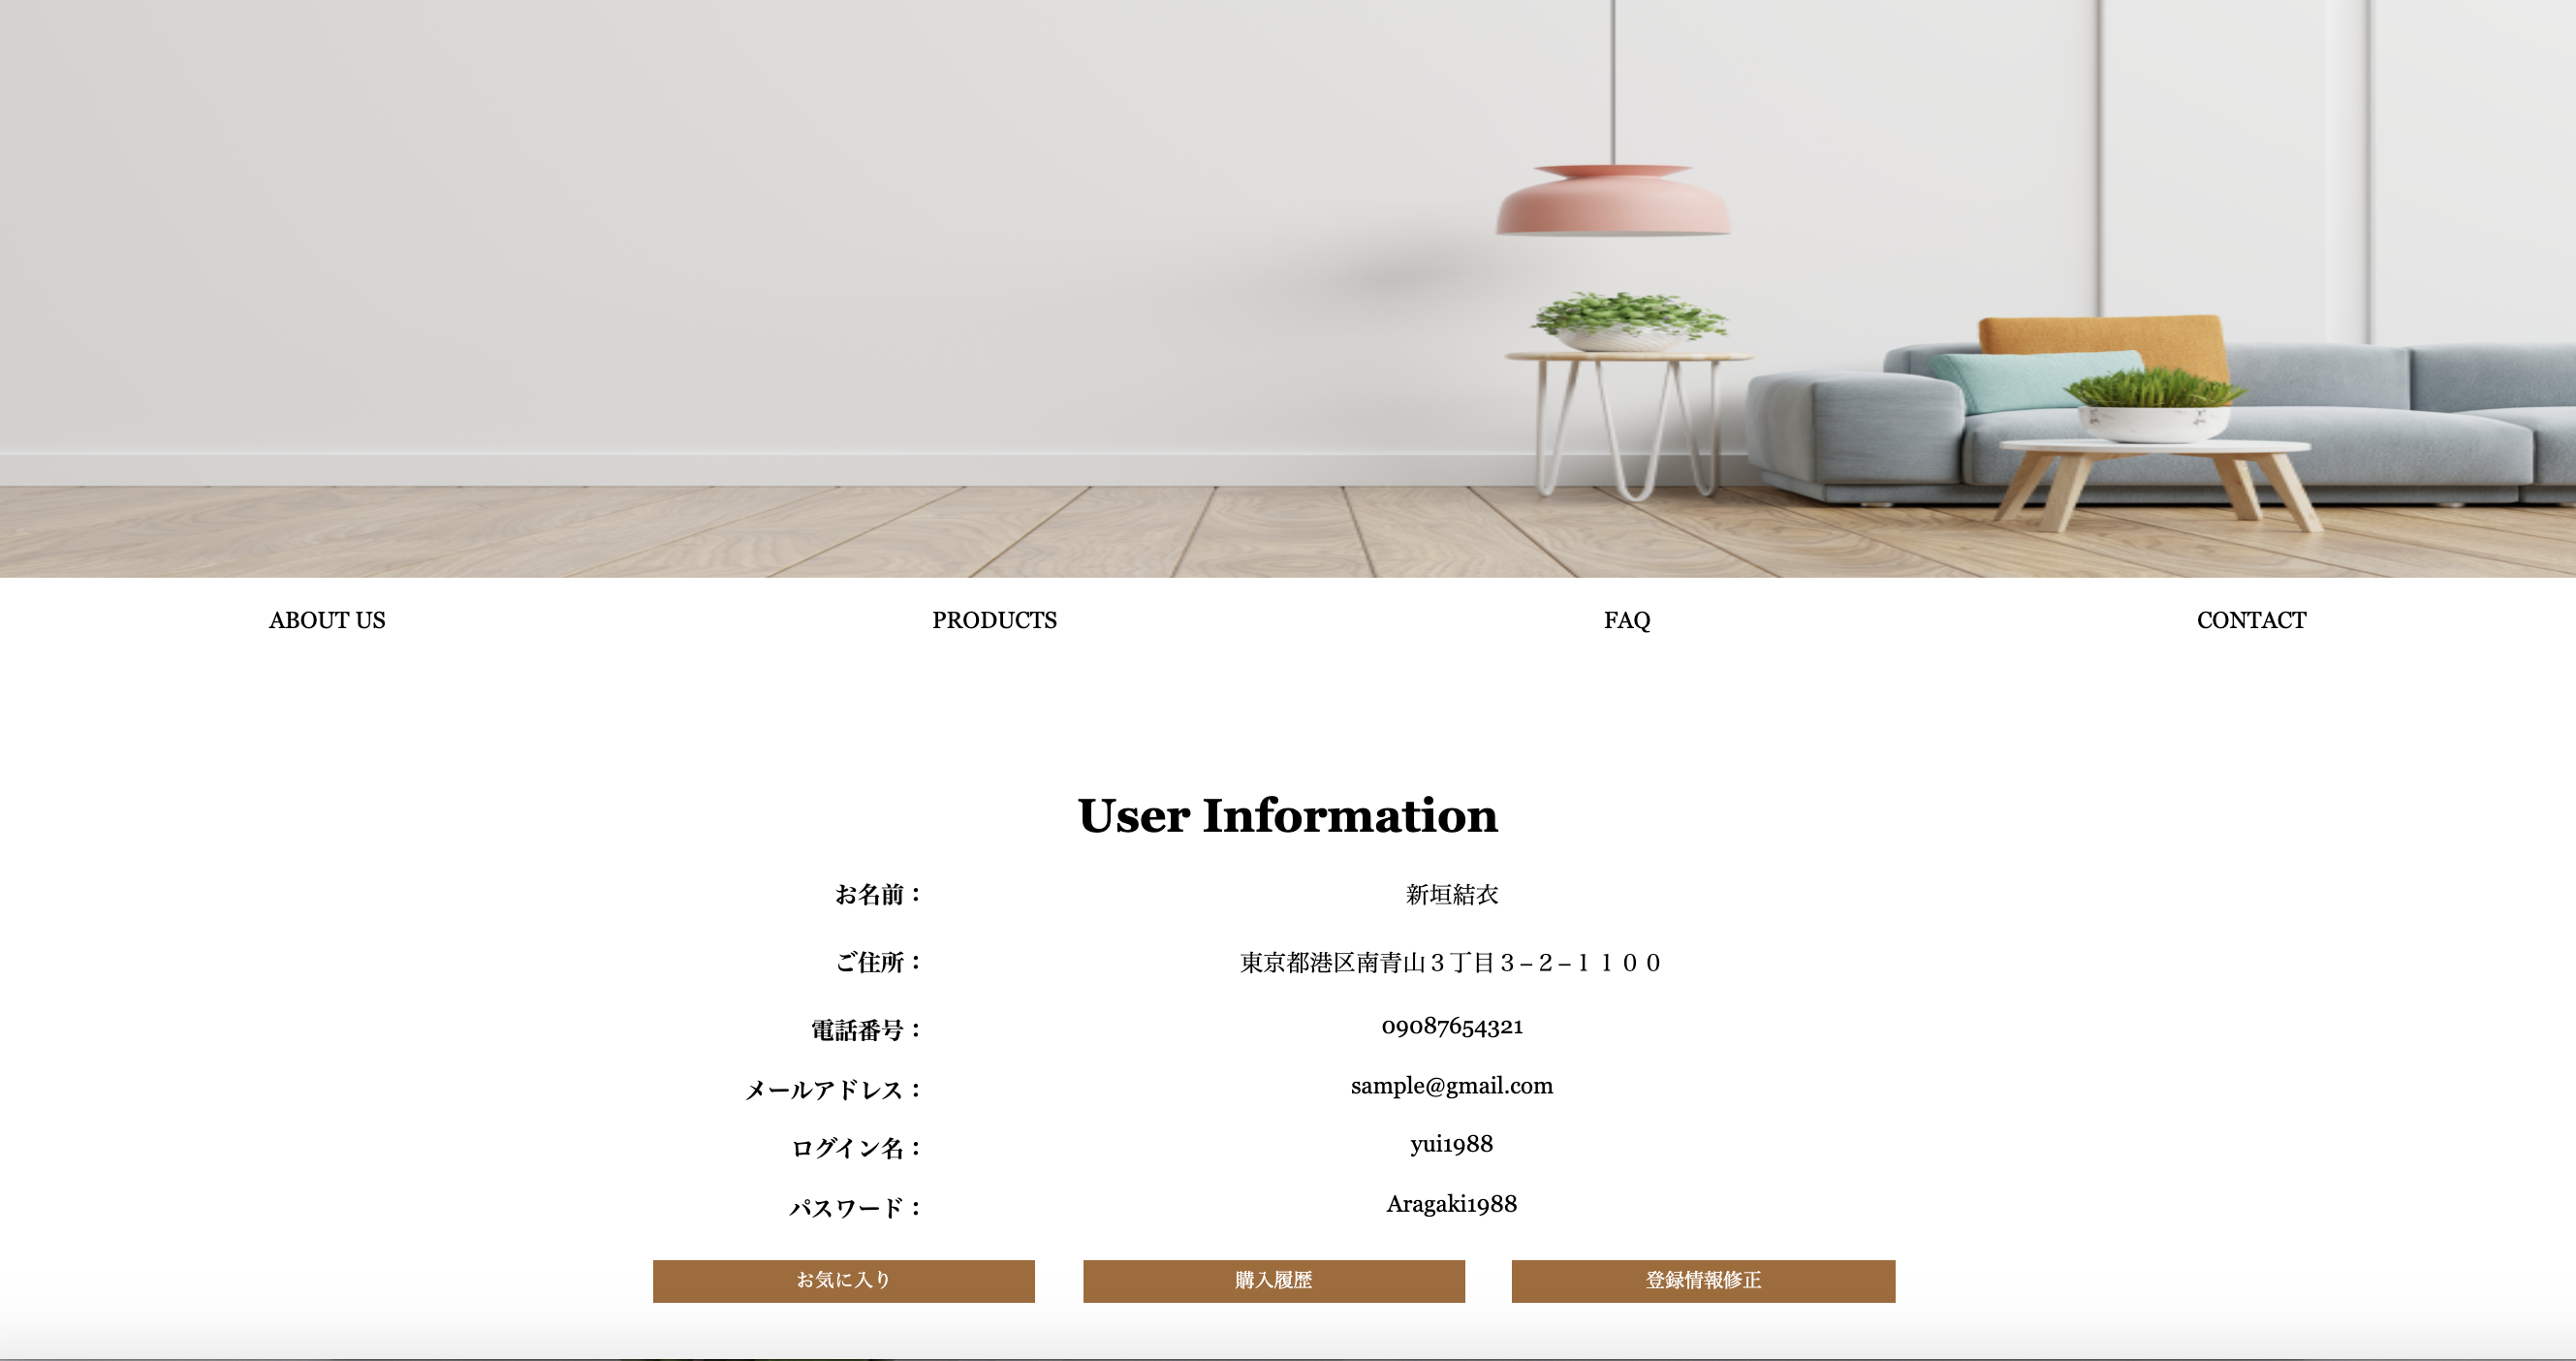 ABOUT US PRODUCTS FAQ CONTACT
User Information
お名前： 新垣結衣
ご住所： 東京都港区南青山３丁目３−２−１１００
電話番号： 09087654321
メールアドレス： sample@gmail.com
ログイン名： yui1988
パスワード： Aragaki1988
お気に入り 購入履歴 登録情報修正